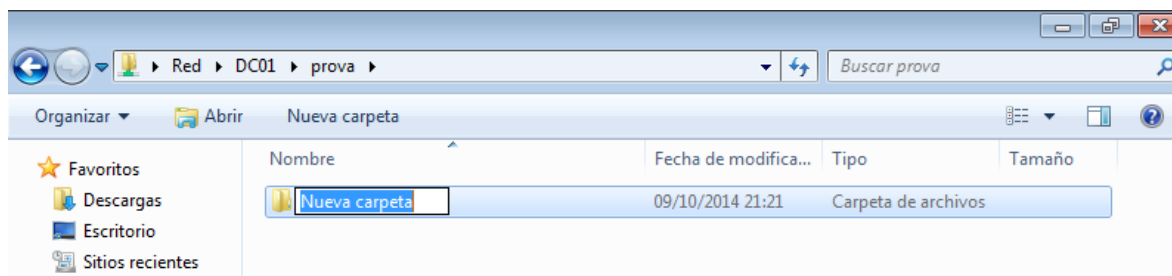 Red DC01 prova Buscar prova
Organizar Abrir Nueva carpeta
Favoritos Nombre Fecha de modifica... Tipo Tamaño
Descargas Nueva carpeta 09/10/2014 21:21 Carpeta de archivos
Escritorio
Sitios recientes